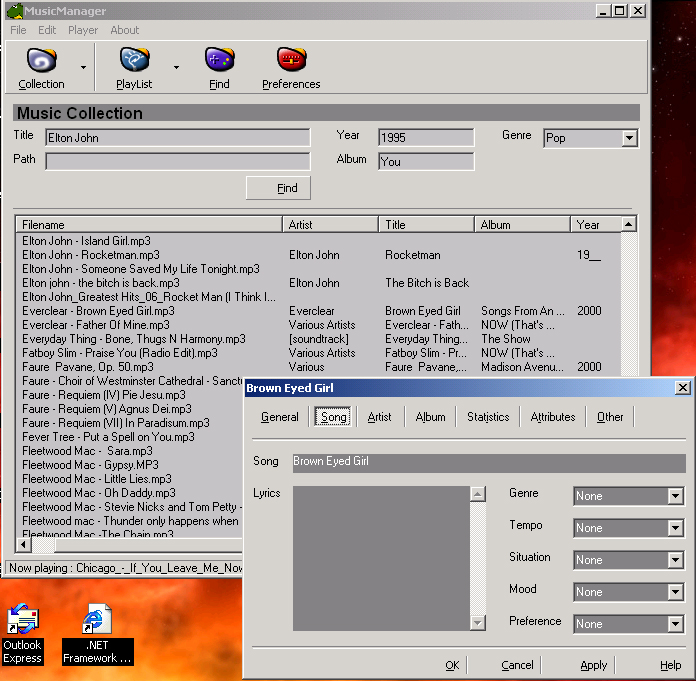 MusicManager
File Edit Player About
Collection PlayList Find Preferences
Music Collection
Title Elton John Year 1995 Genre Pop
Path Album You
Find
Filename Artist Title Album Year
Elton John - Island Girl.mp3
Elton John - Rocketman.mp3 Elton John Rocketman 19__
Elton John - Someone Saved My Life Tonight.mp3
Elton john - the bitch is back.mp3 Elton John The Bitch is Back
Elton John_Greatest Hits_06_Rocket Man (I Think I...
Everclear - Brown Eyed Girl.mp3 Everclear Brown Eyed Girl Songs From An ... 2000
Everclear - Father Of Mine.mp3 Various Artists Everclear - Fath... NOW (That's ...
Everyday Thing - Bone, Thugs N Harmony.mp3 [soundtrack] Everyday Thing... The Show
Fatboy Slim - Praise You (Radio Edit).mp3 Various Artists Fatboy Slim - Pr... NOW (That's ...
Faure Pavane, Op. 50.mp3 Various Faure Pavane,... Madison Avenu... 2000
Faure - Choir of Westminster Cathedral - Sanctu
Faure - Requiem (IV) Pie Jesu.mp3
Faure - Requiem (V) Agnus Dei.mp3
Faure - Requiem (VII) In Paradisum.mp3
Fever Tree - Put a Spell on You.mp3
Fleetwood Mac - Sara.mp3
Fleetwood Mac - Gypsy.MP3
Fleetwood Mac - Little Lies.mp3
Fleetwood Mac - Oh Daddy.mp3
Fleetwood Mac - Stevie Nicks and Tom Petty -
Fleetwood mac - Thunder only happens when
Fleetwood Mac -The Chain.mp3
Now playing : Chicago_-_If_You_Leave_Me_Now
Brown Eyed Girl
General Song Artist Album Statistics Attributes Other
Song Brown Eyed Girl
Lyrics Genre None
Tempo None
Situation None
Mood None
Preference None
OK Cancel Apply Help
Outlook Express
.NET Framework ...